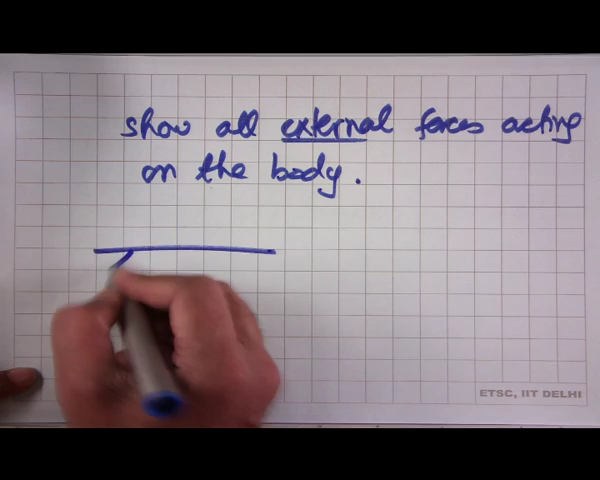 show all external forces acting
on the body.
ETSC, IIT DELHI